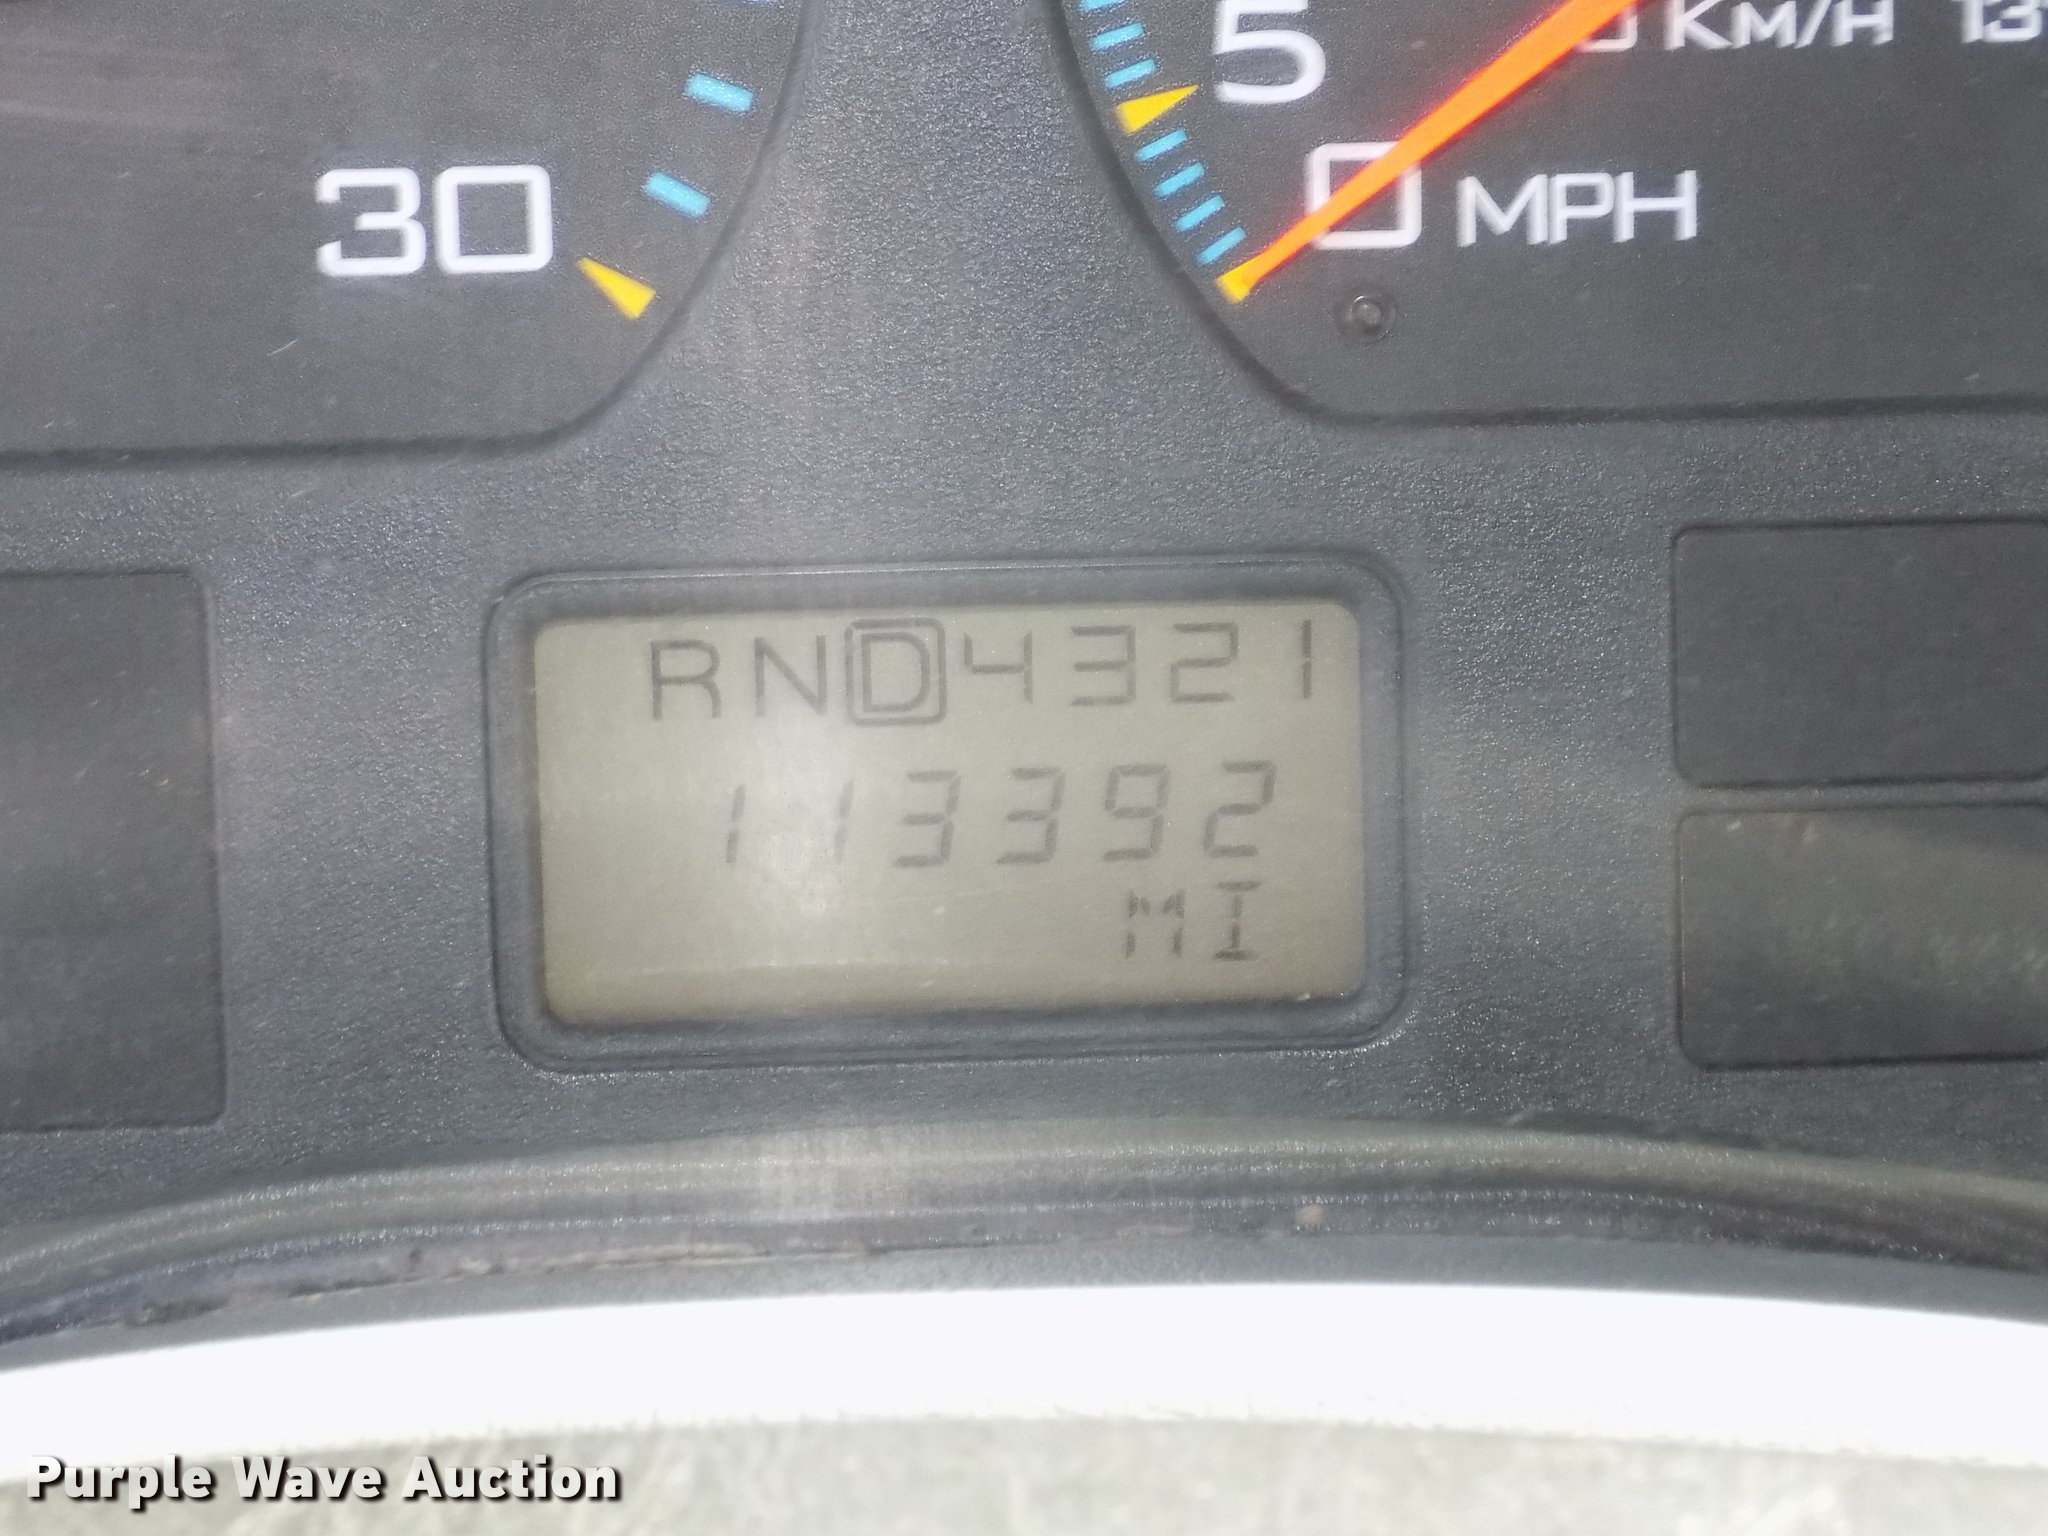 5
KM/H
30
0 MPH
RND4321
113392
MI
Purple Wave Auction